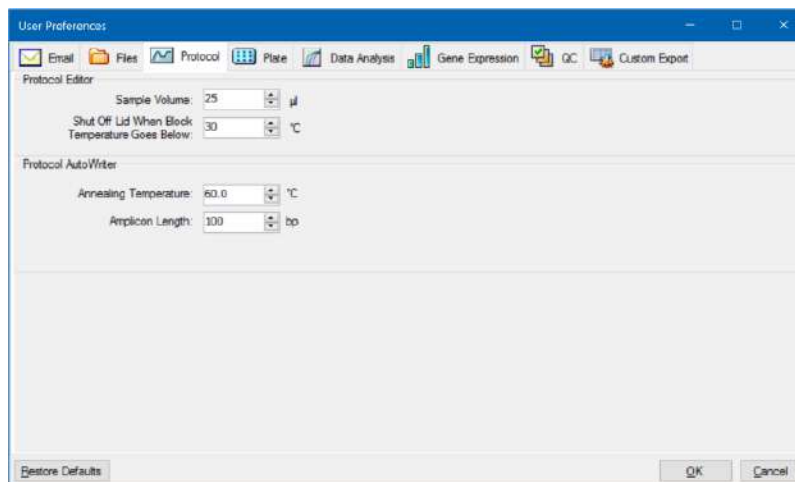 User Preferences
Email Files Protocol Plate Data Analysis Gene Expression QC Custom Export
Protocol Editor
Sample Volume: 25 µl
Shut Off Lid When Block
Temperature Goes Below: 30 °C
Protocol AutoWriter
Annealing Temperature: 60.0 °C
Amplicon Length: 100 bp
Restore Defaults OK Cancel